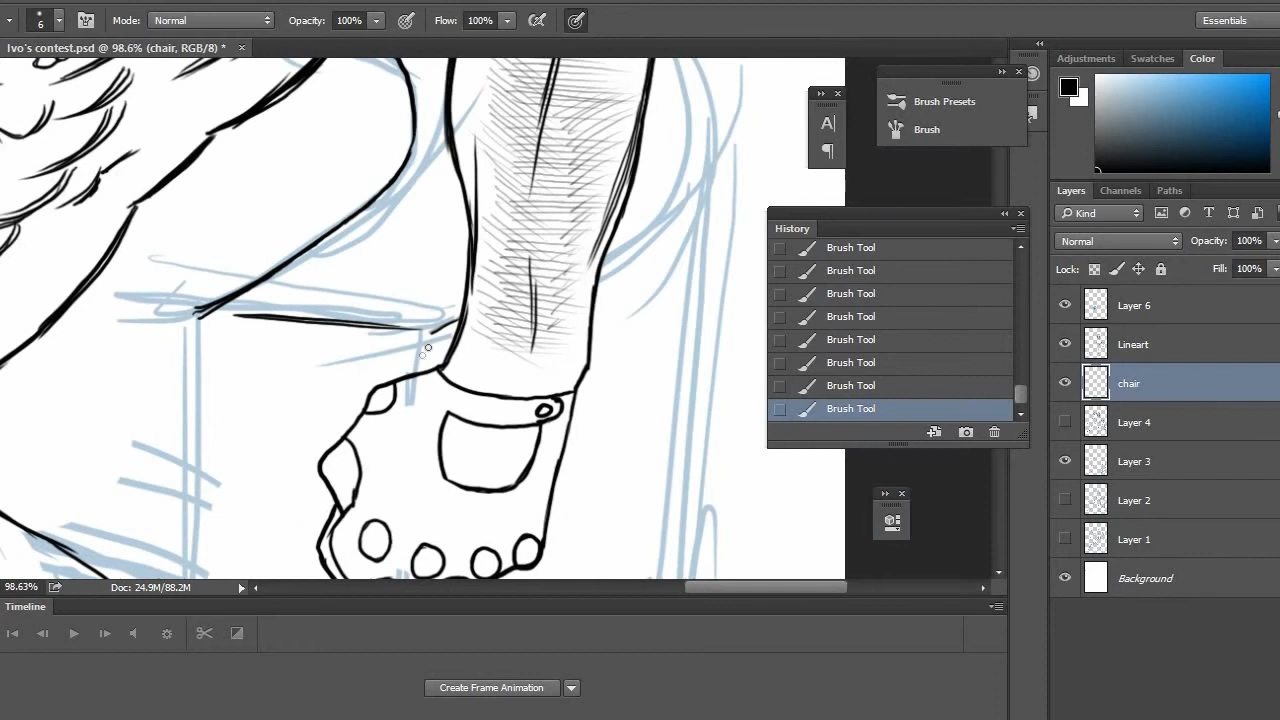 6 Mode: Normal Opacity: 100% Flow: 100% Essentials
Ivo's contest.psd @ 98.6% (chair, RGB/8) *
Adjustments Swatches Color
Brush Presets
Brush
A
¶
Layers Channels Paths
Kind
Normal Opacity: 100%
Lock: Fill: 100%
History
Brush Tool
Brush Tool
Brush Tool
Brush Tool
Brush Tool
Brush Tool
Brush Tool
Brush Tool
Layer 6
Lineart
chair
Layer 4
Layer 3
Layer 2
Layer 1
Background
98.63% Doc: 24.9M/88.2M
Timeline
Create Frame Animation